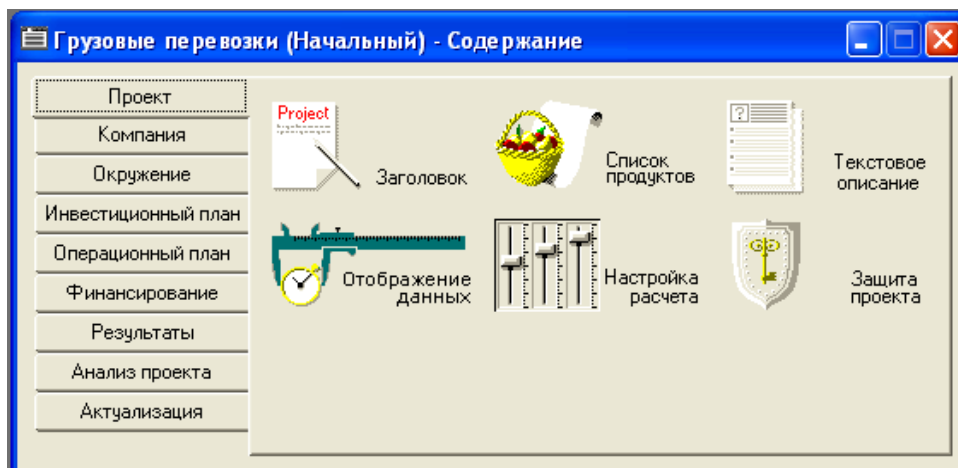 Грузовые перевозки (Начальный) - Содержание
Проект
Компания
Окружение
Инвестиционный план
Операционный план
Финансирование
Результаты
Анализ проекта
Актуализация
Project
Заголовок
Список
продуктов
?
Текстовое
описание
Отображение
данных
Настройка
расчета
Защита
проекта